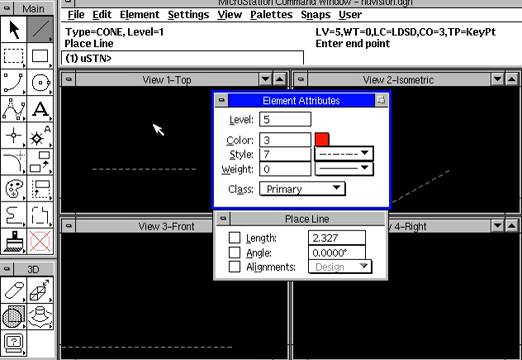 Main
MicroStation Command Window - nuvision.dgn
File Edit Element Settings View Palettes Snaps User
Type=CONE, Level=1
LV=5,WT=0,LC=LDSD,CO=3,TP=KeyPt
Place Line
Enter end point
(1) uSTN>
View 1-Top
View 2-Isometric
Element Attributes
Level: 5
Color: 3
Style: 7
Weight: 0
Class: Primary
View 3-Front
4-Right
Place Line
Length: 2.327
Angle: 0.0000°
Alignments: Design
A
3D